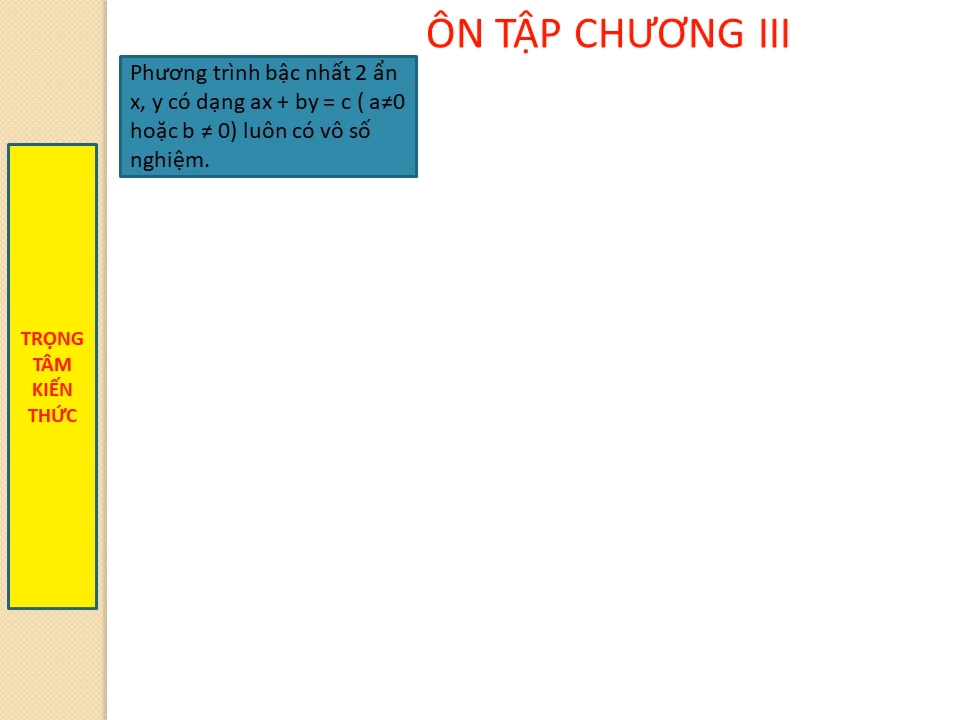 ÔN TẬP CHƯƠNG III
Phương trình bậc nhất 2 ẩn
x, y có dạng ax + by = c ( a≠0
hoặc b ≠ 0) luôn có vô số
nghiệm.
TRỌNG
TÂM
KIẾN
THỨC